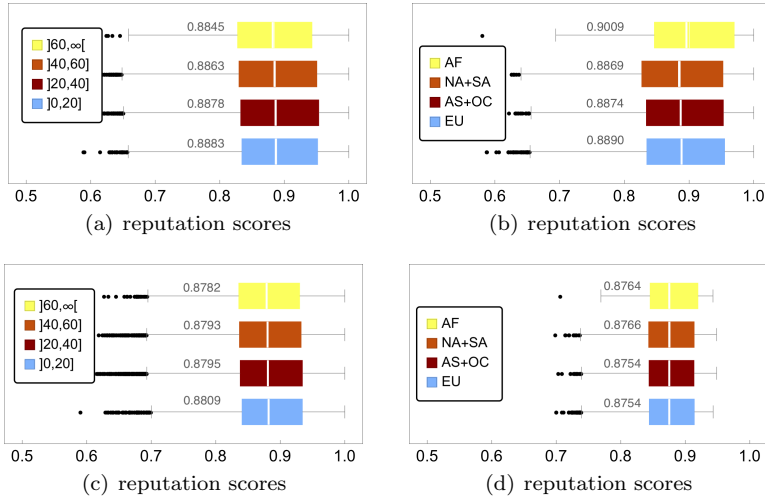 ]60,∞[
]40,60]
]20,40]
]0,20]
0.8845
0.8863
0.8878
0.8883
0.5 0.6 0.7 0.8 0.9 1.0
(a) reputation scores
AF
NA+SA
AS+OC
EU
0.9009
0.8869
0.8874
0.8890
0.5 0.6 0.7 0.8 0.9 1.0
(b) reputation scores
]60,∞[
]40,60]
]20,40]
]0,20]
0.8782
0.8793
0.8795
0.8809
0.5 0.6 0.7 0.8 0.9 1.0
(c) reputation scores
AF
NA+SA
AS+OC
EU
0.8764
0.8766
0.8754
0.8754
0.5 0.6 0.7 0.8 0.9 1.0
(d) reputation scores